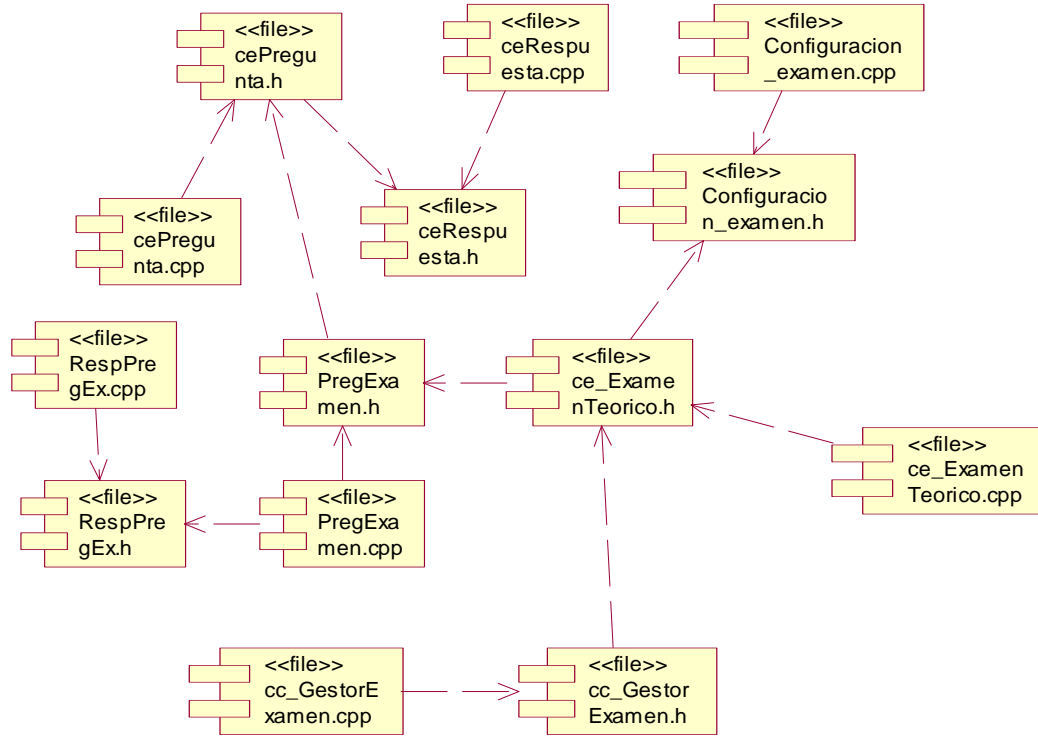 <<file>>
cePregu
nta.h
<<file>>
ceRespu
esta.cpp
<<file>>
Configuracion
_examen.cpp
<<file>>
cePregu
nta.cpp
<<file>>
ceRespu
esta.h
<<file>>
Configuracio
n_examen.h
<<file>>
RespPre
gEx.cpp
<<file>>
PregExa
men.h
<<file>>
ce_Exame
nTeorico.h
<<file>>
ce_Examen
Teorico.cpp
<<file>>
RespPre
gEx.h
<<file>>
PregExa
men.cpp
<<file>>
cc_GestorE
xamen.cpp
<<file>>
cc_Gestor
Examen.h